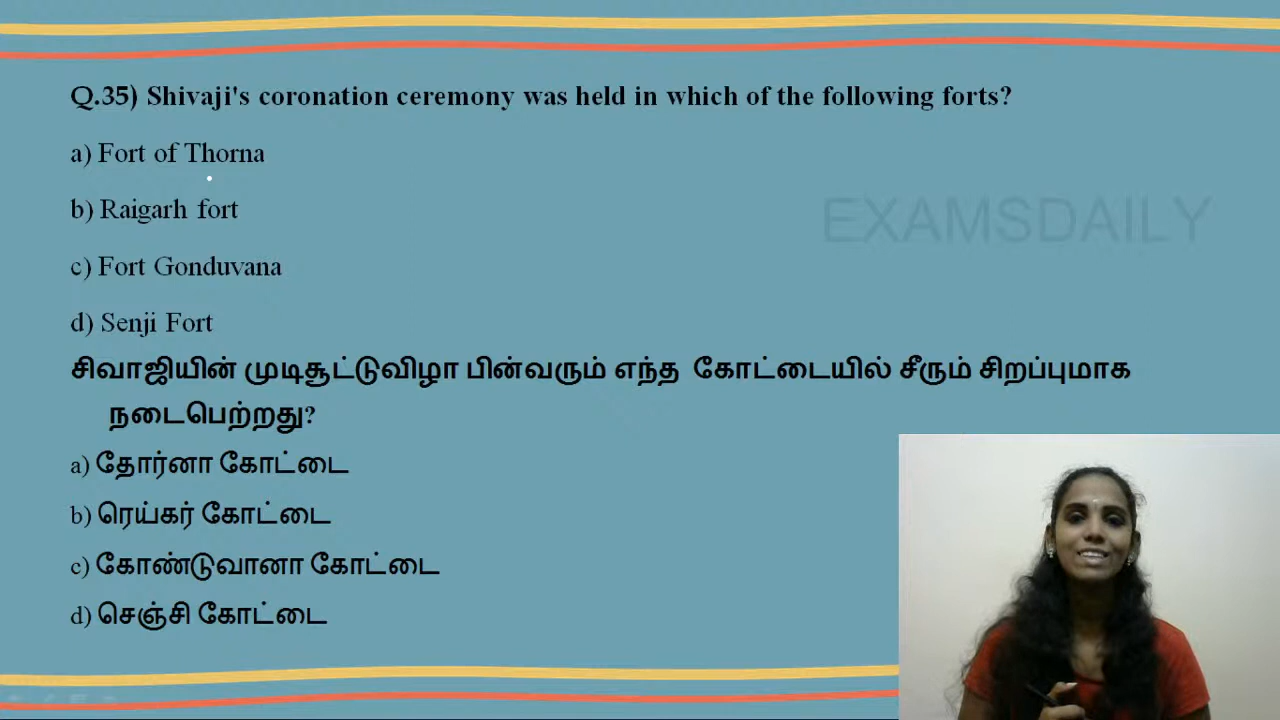 Q.35) Shivaji's coronation ceremony was held in which of the following forts?
a) Fort of Thorna
b) Raigarh fort
EXAMSDAILY
c) Fort Gonduvana
d) Senji Fort
சிவாஜியின் முடிசூட்டுவிழா பின்வரும் எந்த கோட்டையில் சீரும் சிறப்புமாக
நடைபெற்றது?
a) தோர்னா கோட்டை
b) ரெய்கர் கோட்டை
c) கோண்டுவானா கோட்டை
d) செஞ்சி கோட்டை